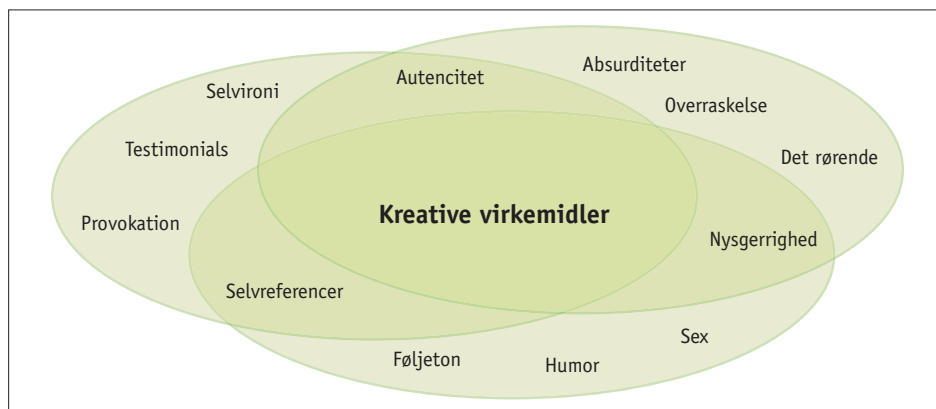 Absurditeter
Autencitet
Selvironi
Overraskelse
Testimonials
Det rørende
Kreative virkemidler
Provokation
Nysgerrighed
Selvreferencer
Sex
Føljeton
Humor